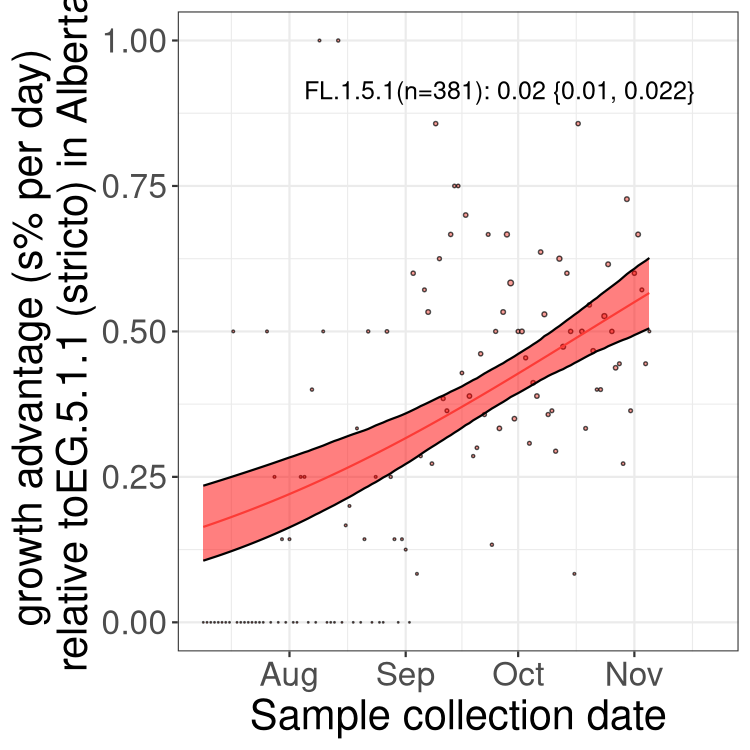 growth advantage (s% per day)
relative toEG.5.1.1 (stricto) in Alberta
1.00
0.75
0.50
0.25
0.00
FL.1.5.1(n=381): 0.02 {0.01, 0.022}
Aug Sep Oct Nov
Sample collection date